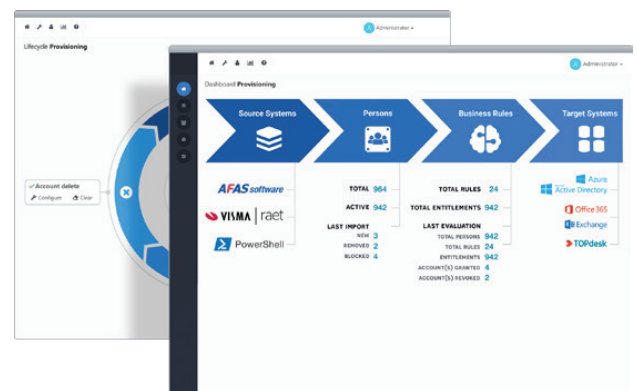 Administrator
Lifecycle Provisioning
Account delete
Configure Clear
Administrator
Dashboard Provisioning
Source Systems
Persons
Business Rules
Target Systems
AFAS software
VISMA | raet
PowerShell
TOTAL 964
ACTIVE 942
LAST IMPORT
NEW 3
REMOVED 2
BLOCKED 4
TOTAL RULES 24
TOTAL ENTITLEMENTS 942
LAST EVALUATION
TOTAL PERSONS 942
TOTAL RULES 24
ENTITLEMENTS 942
ACCOUNT(S) GRANTED 4
ACCOUNT(S) REVOKED 2
Azure
Active Directory
Office 365
Exchange
TOPdesk